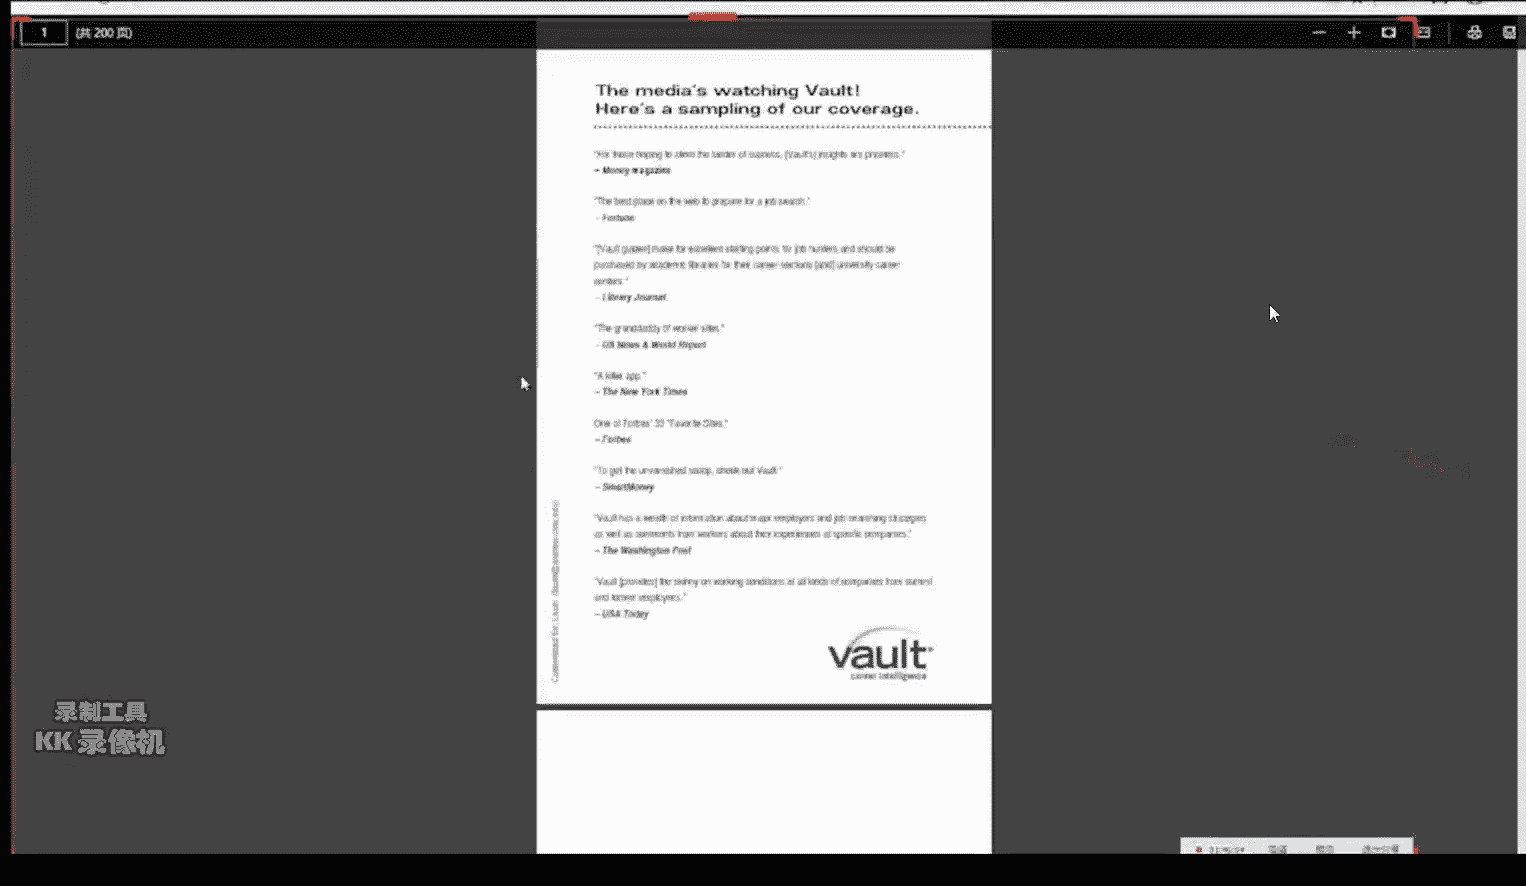 1 (共 200 页)
The media's watching Vault!
Here's a sampling of our coverage.
"For those hoping to climb the ladder of success, [Vault's] insights are priceless."
– Money magazine
"The best place on the web to prepare for a job search."
– Fortune
"[Vault guides] make for excellent starting points for job hunters and should be
purchased by academic libraries for their career sections [and] university career
centers."
– Library Journal
"The granddaddy of worker sites."
– US News & World Report
"A killer app."
– The New York Times
One of Forbes' 33 "Favorite Sites."
– Forbes
"To get the unvarnished scoop, check out Vault."
– SmartMoney
"Vault has a wealth of information about major employers and job-searching strategies
as well as comments from workers about their experiences at specific companies."
– The Washington Post
"Vault [provides] the skinny on working conditions at all kinds of companies from current
and former employees."
– USA Today
vault
career intelligence
录制工具
KK 录像机